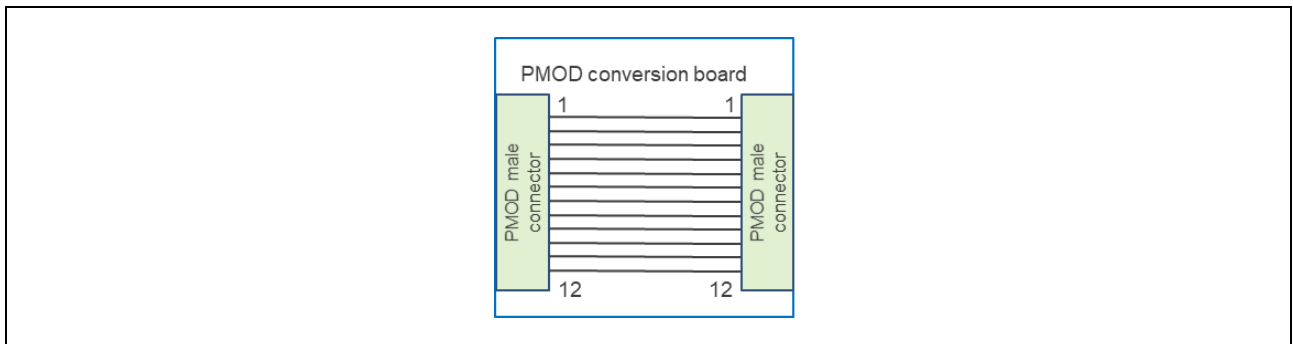 PMOD conversion board
1 1
PMOD male
connector
PMOD male
connector
12 12